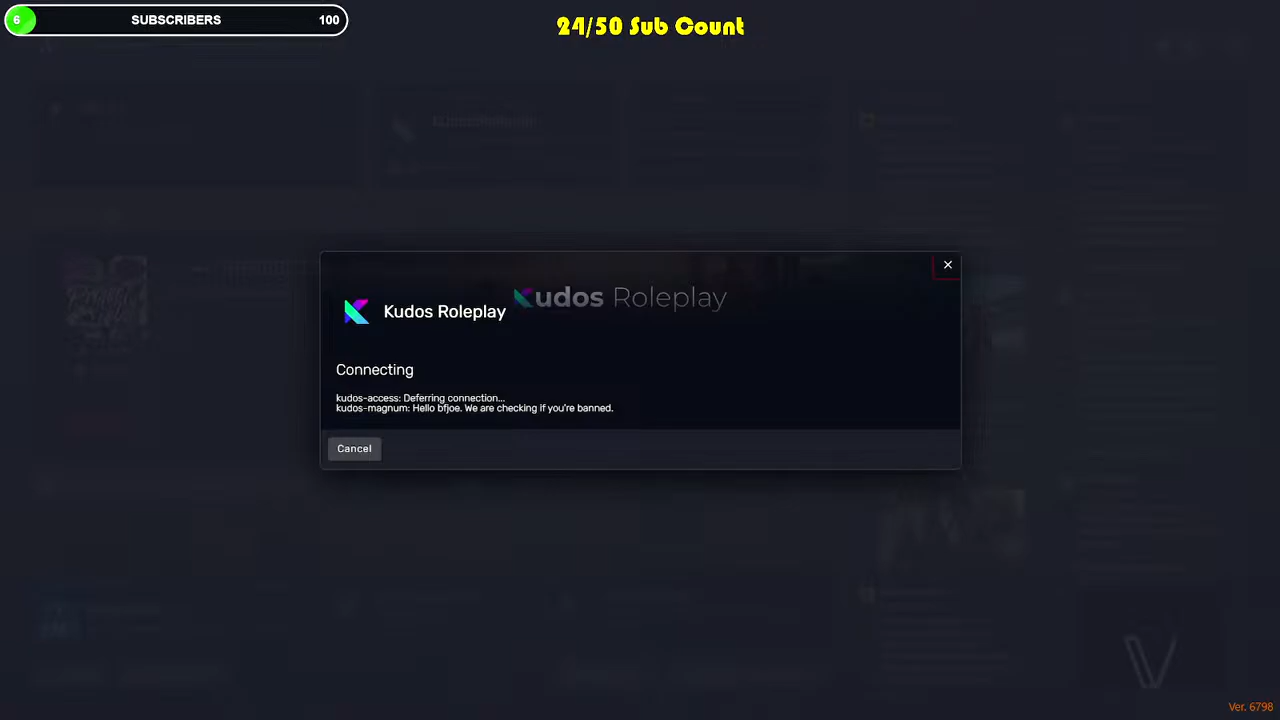 6 SUBSCRIBERS 100
24/50 Sub Count
Kudos Roleplay
Kudos Roleplay
Connecting
kudos-access: Deferring connection...
kudos-magnum: Hello bfjoe. We are checking if you're banned.
Cancel
Ver. 6798